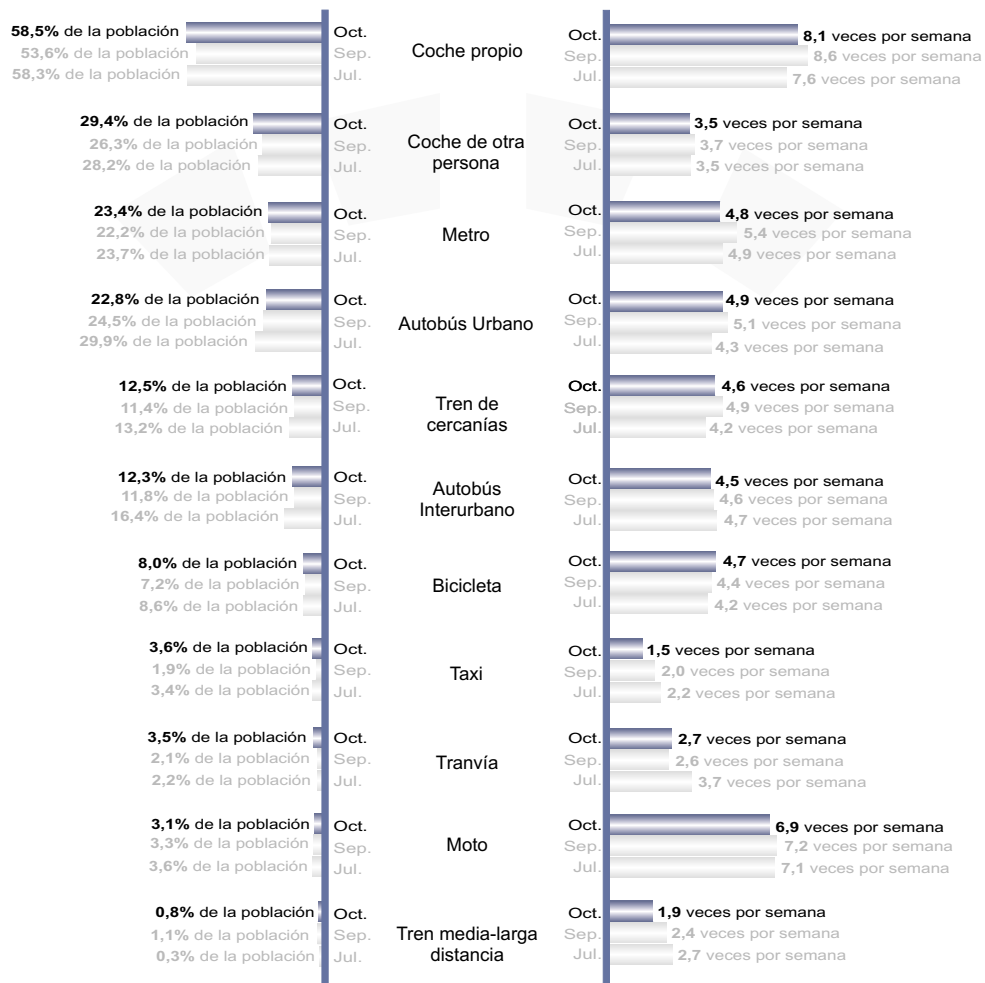 58,5% de la población Oct. Coche propio Oct. 8,1 veces por semana
53,6% de la población Sep. Sep. 8,6 veces por semana
58,3% de la población Jul. Jul. 7,6 veces por semana
29,4% de la población Oct. Coche de otra persona Oct. 3,5 veces por semana
26,3% de la población Sep. Sep. 3,7 veces por semana
28,2% de la población Jul. Jul. 3,5 veces por semana
23,4% de la población Oct. Metro Oct. 4,8 veces por semana
22,2% de la población Sep. Sep. 5,4 veces por semana
23,7% de la población Jul. Jul. 4,9 veces por semana
22,8% de la población Oct. Autobús Urbano Oct. 4,9 veces por semana
24,5% de la población Sep. Sep. 5,1 veces por semana
29,9% de la población Jul. Jul. 4,3 veces por semana
12,5% de la población Oct. Tren de cercanías Oct. 4,6 veces por semana
11,4% de la población Sep. Sep. 4,9 veces por semana
13,2% de la población Jul. Jul. 4,2 veces por semana
12,3% de la población Oct. Autobús Interurbano Oct. 4,5 veces por semana
11,8% de la población Sep. Sep. 4,6 veces por semana
16,4% de la población Jul. Jul. 4,7 veces por semana
8,0% de la población Oct. Bicicleta Oct. 4,7 veces por semana
7,2% de la población Sep. Sep. 4,4 veces por semana
8,6% de la población Jul. Jul. 4,2 veces por semana
3,6% de la población Oct. Taxi Oct. 1,5 veces por semana
1,9% de la población Sep. Sep. 2,0 veces por semana
3,4% de la población Jul. Jul. 2,2 veces por semana
3,5% de la población Oct. Tranvía Oct. 2,7 veces por semana
2,1% de la población Sep. Sep. 2,6 veces por semana
2,2% de la población Jul. Jul. 3,7 veces por semana
3,1% de la población Oct. Moto Oct. 6,9 veces por semana
3,3% de la población Sep. Sep. 7,2 veces por semana
3,6% de la población Jul. Jul. 7,1 veces por semana
0,8% de la población Oct. Tren media-larga distancia Oct. 1,9 veces por semana
1,1% de la población Sep. Sep. 2,4 veces por semana
0,3% de la población Jul. Jul. 2,7 veces por semana